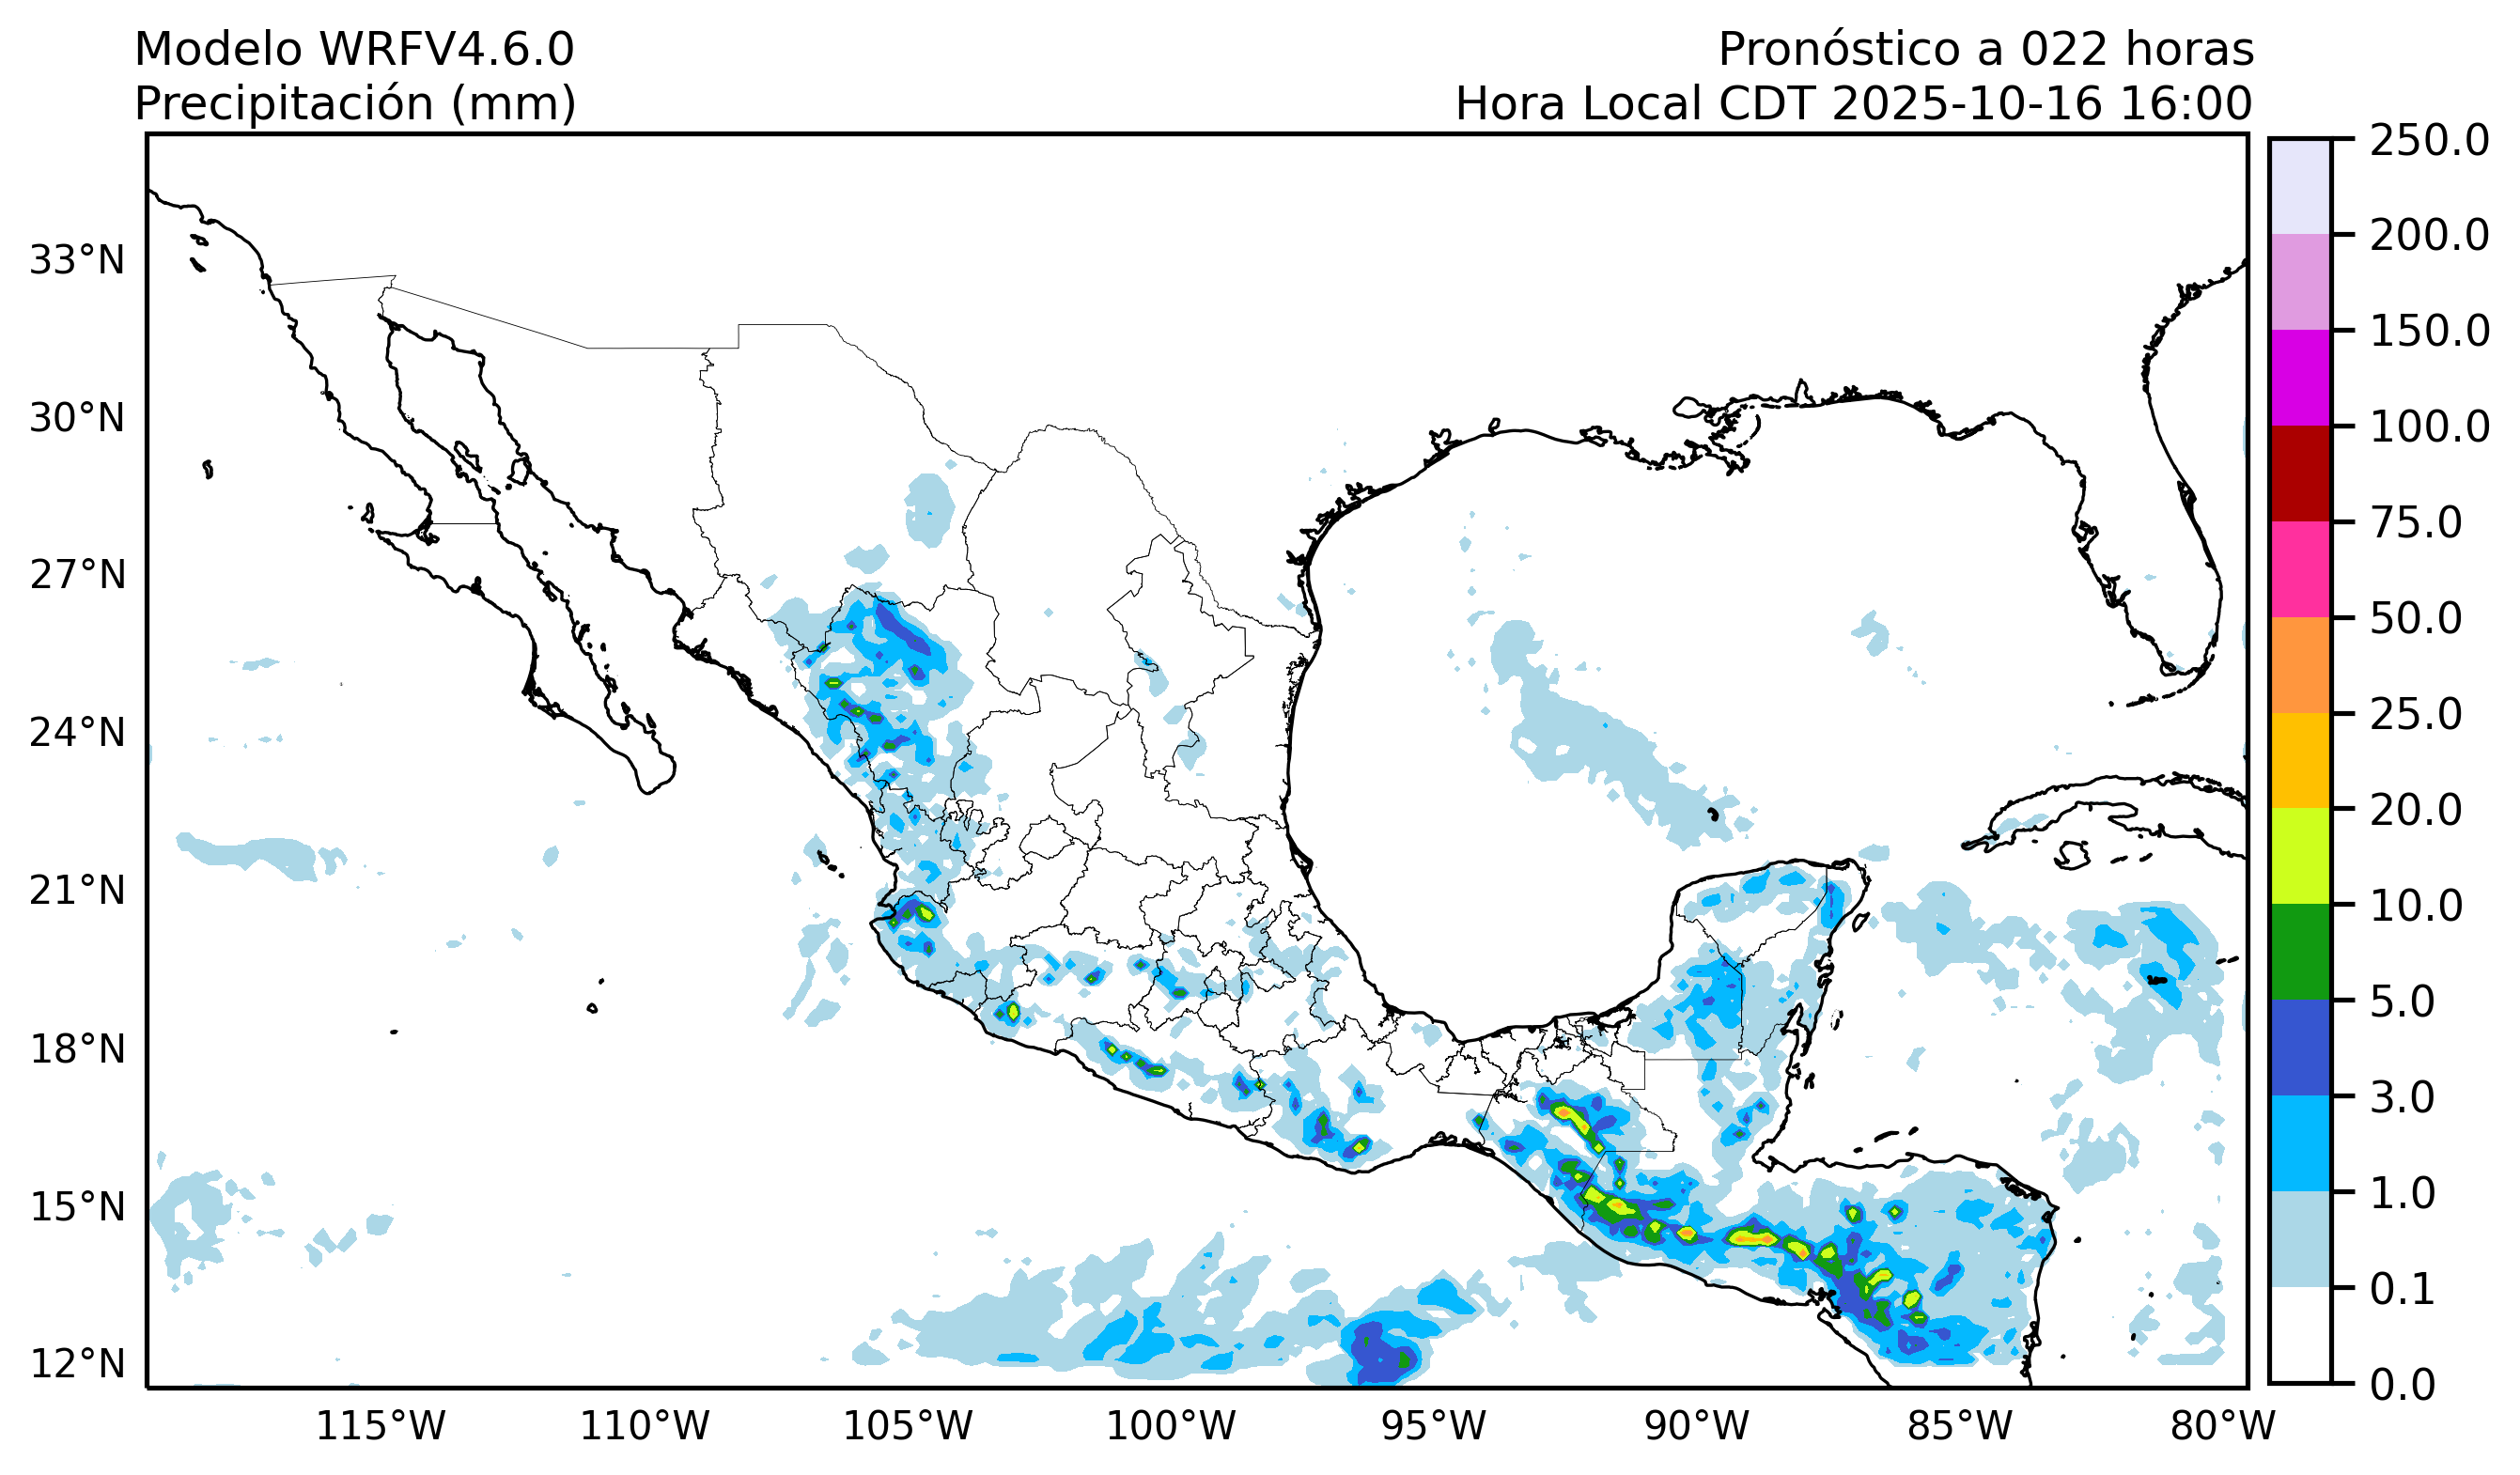 Modelo WRFV4.6.0
Precipitación (mm)
Pronóstico a 022 horas
Hora Local CDT 2025-10-16 16:00
33°N
30°N
27°N
24°N
21°N
18°N
15°N
12°N
115°W
110°W
105°W
100°W
95°W
90°W
85°W
80°W
250.0
200.0
150.0
100.0
75.0
50.0
25.0
20.0
10.0
5.0
3.0
1.0
0.1
0.0